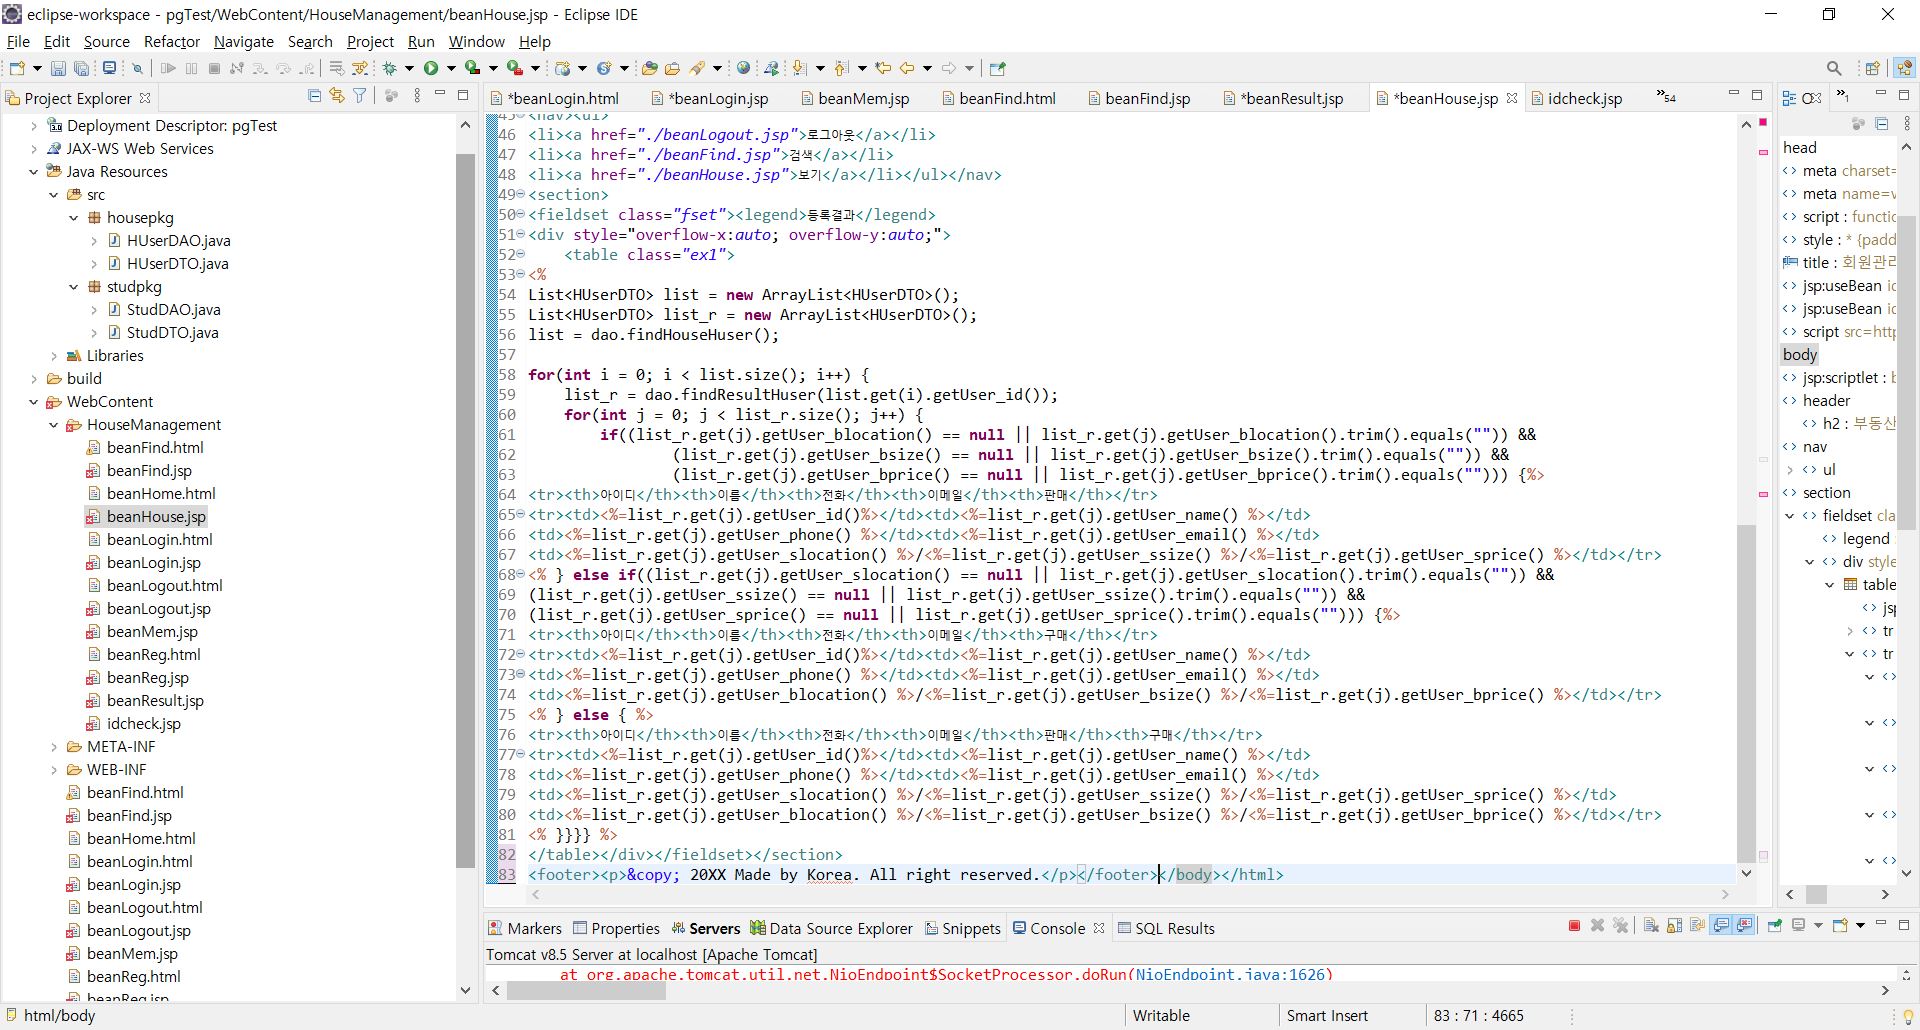 eclipse-workspace - pgTest/WebContent/HouseManagement/beanHouse.jsp - Eclipse IDE
File Edit Source Refactor Navigate Search Project Run Window Help
Project Explorer
*beanLogin.html *beanLogin.jsp beanMem.jsp beanFind.html beanFind.jsp *beanResult.jsp *beanHouse.jsp idcheck.jsp »54
Deployment Descriptor: pgTest
JAX-WS Web Services
Java Resources
src
housepkg
HUserDAO.java
HUserDTO.java
studpkg
StudDAO.java
StudDTO.java
Libraries
build
WebContent
HouseManagement
beanFind.html
beanFind.jsp
beanHome.html
beanHouse.jsp
beanLogin.html
beanLogin.jsp
beanLogout.html
beanLogout.jsp
beanMem.jsp
beanReg.html
beanReg.jsp
beanResult.jsp
idcheck.jsp
META-INF
WEB-INF
beanFind.html
beanFind.jsp
beanHome.html
beanLogin.html
beanLogin.jsp
beanLogout.html
beanLogout.jsp
beanMem.jsp
beanReg.html
beanReg.jsp
45 <nav><ul>
46 <li><a href="./beanLogout.jsp">로그아웃</a></li>
47 <li><a href="./beanFind.jsp">검색</a></li>
48 <li><a href="./beanHouse.jsp">보기</a></li></ul></nav>
49 <section>
50 <fieldset class="fset"><legend>등록결과</legend>
51 <div style="overflow-x:auto; overflow-y:auto;">
52 <table class="ex1">
53 <%
54 List<HUserDTO> list = new ArrayList<HUserDTO>();
55 List<HUserDTO> list_r = new ArrayList<HUserDTO>();
56 list = dao.findHouseHuser();
57
58 for(int i = 0; i < list.size(); i++) {
59 list_r = dao.findResultHuser(list.get(i).getUser_id());
60 for(int j = 0; j < list_r.size(); j++) {
61 if((list_r.get(j).getUser_blocation() == null || list_r.get(j).getUser_blocation().trim().equals("")) &&
62 (list_r.get(j).getUser_bsize() == null || list_r.get(j).getUser_bsize().trim().equals("")) &&
63 (list_r.get(j).getUser_bprice() == null || list_r.get(j).getUser_bprice().trim().equals(""))) {%>
64 <tr><th>아이디</th><th>이름</th><th>전화</th><th>이메일</th><th>판매</th></tr>
65 <tr><td><%=list_r.get(j).getUser_id()%></td><td><%=list_r.get(j).getUser_name() %></td>
66 <td><%=list_r.get(j).getUser_phone() %></td><td><%=list_r.get(j).getUser_email() %></td>
67 <td><%=list_r.get(j).getUser_slocation() %>/<%=list_r.get(j).getUser_ssize() %>/<%=list_r.get(j).getUser_sprice() %></td></tr>
68 <% } else if((list_r.get(j).getUser_slocation() == null || list_r.get(j).getUser_slocation().trim().equals("")) &&
69 (list_r.get(j).getUser_ssize() == null || list_r.get(j).getUser_ssize().trim().equals("")) &&
70 (list_r.get(j).getUser_sprice() == null || list_r.get(j).getUser_sprice().trim().equals(""))) {%>
71 <tr><th>아이디</th><th>이름</th><th>전화</th><th>이메일</th><th>구매</th></tr>
72 <tr><td><%=list_r.get(j).getUser_id()%></td><td><%=list_r.get(j).getUser_name() %></td>
73 <td><%=list_r.get(j).getUser_phone() %></td><td><%=list_r.get(j).getUser_email() %></td>
74 <td><%=list_r.get(j).getUser_blocation() %>/<%=list_r.get(j).getUser_bsize() %>/<%=list_r.get(j).getUser_bprice() %></td></tr>
75 <% } else { %>
76 <tr><th>아이디</th><th>이름</th><th>전화</th><th>이메일</th><th>판매</th><th>구매</th></tr>
77 <tr><td><%=list_r.get(j).getUser_id()%></td><td><%=list_r.get(j).getUser_name() %></td>
78 <td><%=list_r.get(j).getUser_phone() %></td><td><%=list_r.get(j).getUser_email() %></td>
79 <td><%=list_r.get(j).getUser_slocation() %>/<%=list_r.get(j).getUser_ssize() %>/<%=list_r.get(j).getUser_sprice() %></td>
80 <td><%=list_r.get(j).getUser_blocation() %>/<%=list_r.get(j).getUser_bsize() %>/<%=list_r.get(j).getUser_bprice() %></td></tr>
81 <% }}}} %>
82 </table></div></fieldset></section>
83 <footer><p>&copy; 20XX Made by Korea. All right reserved.</p></footer></body></html>
»1
head
meta charset=
meta name=v
script : functio
style : * {padd
title : 회원관리
jsp:useBean id
jsp:useBean id
script src=http
body
jsp:scriptlet : b
header
h2 : 부동산
nav
ul
section
fieldset cla
legend
div style
table
jsp
tr
tr
Markers Properties Servers Data Source Explorer Snippets Console SQL Results
Tomcat v8.5 Server at localhost [Apache Tomcat]
at org.apache.tomcat.util.net.NioEndpoint$SocketProcessor.doRun(NioEndpoint.java:1626)
html/body Writable Smart Insert 83 : 71 : 4665